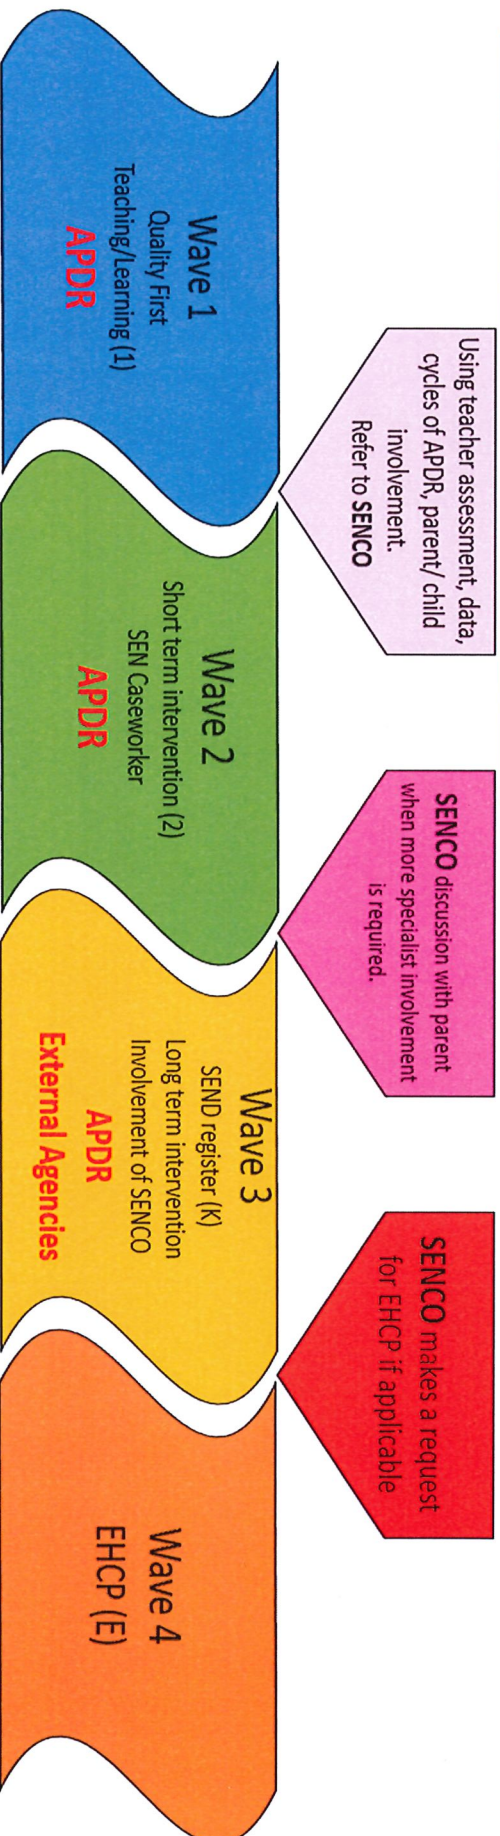 Using teacher assessment, data,
cycles of APDR, parent/ child
involvement.
Refer to SENCO
SENCO discussion with parent
when more specialist involvement
is required.
SENCO makes a request
for EHCP if applicable
Wave 1
Quality First
Teaching/Learning (1)
APDR
Wave 2
Short term intervention (2)
SEN Caseworker
APDR
Wave 3
SEND register (K)
Long term intervention
Involvement of SENCO
APDR
External Agencies
Wave 4
EHCP (E)